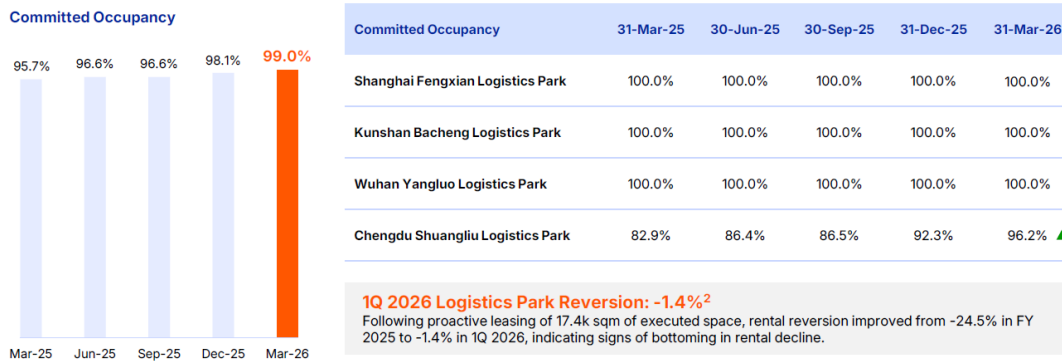 Committed Occupancy
95.7% 96.6% 96.6% 98.1% 99.0%
Mar-25 Jun-25 Sep-25 Dec-25 Mar-26
Committed Occupancy 31-Mar-25 30-Jun-25 30-Sep-25 31-Dec-25 31-Mar-26
Shanghai Fengxian Logistics Park 100.0% 100.0% 100.0% 100.0% 100.0%
Kunshan Bacheng Logistics Park 100.0% 100.0% 100.0% 100.0% 100.0%
Wuhan Yangluo Logistics Park 100.0% 100.0% 100.0% 100.0% 100.0%
Chengdu Shuangliu Logistics Park 82.9% 86.4% 86.5% 92.3% 96.2%
1Q 2026 Logistics Park Reversion: -1.4%²
Following proactive leasing of 17.4k sqm of executed space, rental reversion improved from -24.5% in FY
2025 to -1.4% in 1Q 2026, indicating signs of bottoming in rental decline.